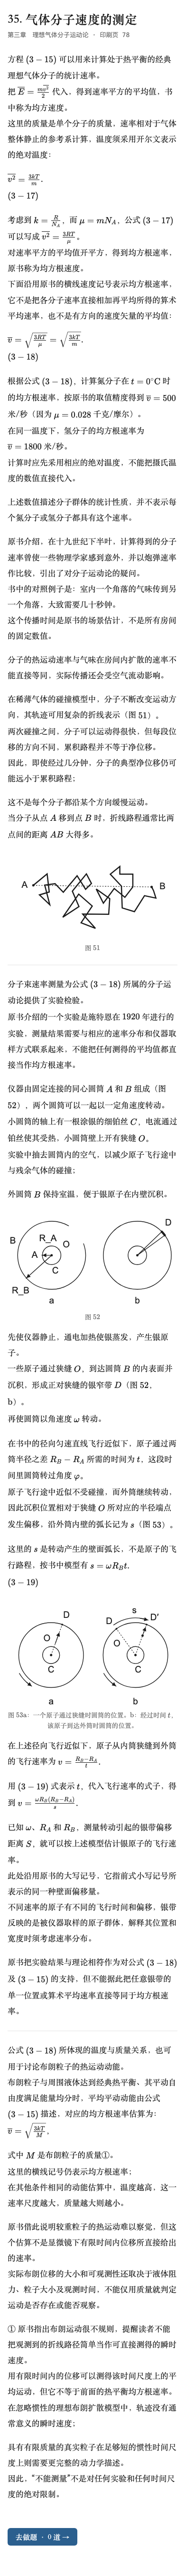 35. 气体分子速度的测定
第三章 理想气体分子运动论 · 印刷页 78
方程 (3−15) 可以用来计算处于热平衡的经典
理想气体分子的统计速率。
把 \overline{E} = \frac{m\overline{v^2}}{2} 代入，得到速率平方的平均值，书
中称为均方速度。
这里的质量是单个分子的质量，速率相对于气体
整体静止的参考系计算，温度须采用开尔文表示
的绝对温度：
\overline{v^2} = \frac{3kT}{m}.
(3−17)
考虑到 k = \frac{R}{N_A}，而 μ = mN_A，公式 (3−17)
可以写成 \overline{v^2} = \frac{3RT}{μ}。
对速率平方的平均值开平方，得到均方根速率，
原书称为均方根速度。
下面沿用原书的横线速度记号表示均方根速率，
它不是把各分子速率直接相加再平均所得的算术
平均速率，也不是有方向的速度矢量的平均值：
\overline{v} = \sqrt{\frac{3RT}{μ}} = \sqrt{\frac{3kT}{m}},
(3−18)
根据公式 (3−18)，计算氮分子在 t = 0°C 时
的均方根速率，按原书的取值精度得到 \overline{v} = 500
米/秒（因为 μ = 0.028 千克/摩尔）。
在同一温度下，氢分子的均方根速率为
\overline{v} = 1800 米/秒。
计算时应先采用相应的绝对温度，不能把摄氏温
度的数值直接代入。
上述数值描述分子群体的统计性质，并不表示每
个氮分子或氢分子都具有这个速率。
原书介绍，在十九世纪下半叶，计算得到的分子
速率曾使一些物理学家感到意外，并以炮弹速率
作比较，引出了对分子运动论的疑问。
书中的对照例子是：室内一个角落的气味传到另
一个角落，大致需要几十秒钟。
这个传播时间是原书的场景估计，不是所有房间
的固定数值。
分子的热运动速率与气味在房间内扩散的速率不
能直接等同，实际传播还会受空气流动影响。
在稀薄气体的碰撞模型中，分子不断改变运动方
向，其轨迹可用复杂的折线表示（图 51）。
两次碰撞之间，分子可以运动得很快，但每段位
移的方向不同，累积路程并不等于净位移。
因此，即使经过几分钟，分子的典型净位移仍可
能远小于累积路程；
这不是每个分子都沿某个方向缓慢运动。
当分子从点 A 移到点 B 时，折线路程通常比两
点间的距离 AB 大得多。
A
B
图 51
分子束速率测量为公式 (3−18) 所属的分子运
动论提供了实验检验。
原书介绍的一个实验是施特恩在 1920 年进行的
实验，测量结果需要与相应的速率分布和仪器取
样方式联系起来，不能把任何测得的平均值都直
接当作均方根速率。
仪器由固定连接的同心圆筒 A 和 B 组成（图
52），两个圆筒可以一起以一定角速度转动。
小圆筒的轴上有一根涂银的细铂丝 C，电流通过
铂丝使其受热，小圆筒壁上开有狭缝 O。
实验中抽去圆筒内的空气，以减少原子飞行途中
与残余气体的碰撞；
外圆筒 B 保持室温，便于银原子在内壁沉积。
B
R_A
O
A
C
R_B
a
D
b
图 52
先使仪器静止，通电加热使银蒸发，产生银原
子。
一些原子通过狭缝 O，到达圆筒 B 的内表面并
沉积，形成正对狭缝的银窄带 D（图 52，
b）。
再使圆筒以角速度 ω 转动。
在书中的径向匀速直线飞行近似下，原子通过两
筒半径之差 R_B − R_A 所需的时间为 t，这段时
间里圆筒转过角度 φ。
原子飞行途中近似不受碰撞，而外筒继续转动，
因此沉积位置相对于狭缝 O 所对应的半径端点
发生偏移，沿外筒内壁的弧长记为 s（图 53）。
这里的 s 是转动产生的壁面弧长，不是原子的飞
行路程，按书中模型有 s = ωR_Bt.
(3−19)
D
O
C
a
s
D
D′
O
C
b
图 53a：一个原子通过狭缝时圆筒的位置。b：经过时间 t，
该原子到达外筒时圆筒的位置。
在上述径向飞行近似下，原子从内筒狭缝到外筒
的飞行速率为 v = \frac{R_B−R_A}{t}.
用 (3−19) 式表示 t，代入飞行速率的式子，得
到 v = \frac{ωR_B(R_B−R_A)}{s}.
已知 ω、R_A 和 R_B，测量转动引起的银带偏移
距离 S，就可以按上述模型估计银原子的飞行速
率。
此处沿用原书的大写记号，它指前式小写记号所
表示的同一种壁面偏移量。
不同速率的原子有不同的飞行时间和偏移，银带
反映的是被仪器取样的原子群体，解释其位置和
宽度时须考虑速率分布。
原书把实验结果与理论相符作为对公式 (3−18)
及 (3−15) 的支持，但不能据此把任意银带的
单一位置或某种算术平均速率直接等同于均方根速
率。
公式 (3−18) 所体现的温度与质量关系，也可
用于讨论布朗粒子的热运动动能。
布朗粒子与周围液体达到经典热平衡、其平动自
由度满足能量均分时，平均平动动能由公式
(3−15) 描述，对应的均方根速率估算为：
\overline{v} = \sqrt{\frac{3kT}{M}},
式中 M 是布朗粒子的质量①。
这里的横线记号仍表示均方根速率；
在其他条件相同的动能估算中，温度越高，这一
速率尺度越大，质量越大则越小。
原书借此说明较重粒子的热运动难以察觉，但这
个估算不是显微镜下有限时间内位移所直接给出
的速率。
实际布朗位移的大小和可观测性还取决于液体阻
力、粒子大小及观测时间，不能仅用质量就判定
运动是否存在或能否观察。
① 原书指出布朗运动很不规则，提醒读者不能
把观测到的折线路径简单当作可直接测得的瞬时
速度。
用有限时间内的位移可以测得该时间尺度上的平
均运动，但它不等于前面的热平衡均方根速率。
在忽略惯性的理想布朗扩散模型中，轨迹没有通
常意义的瞬时速度；
具有有限质量的真实粒子在足够短的惯性时间尺
度上则需要更完整的动力学描述。
因此，“不能测量”不是对任何实验和任何时间尺
度的绝对限制。
去做题 · 0 道 →